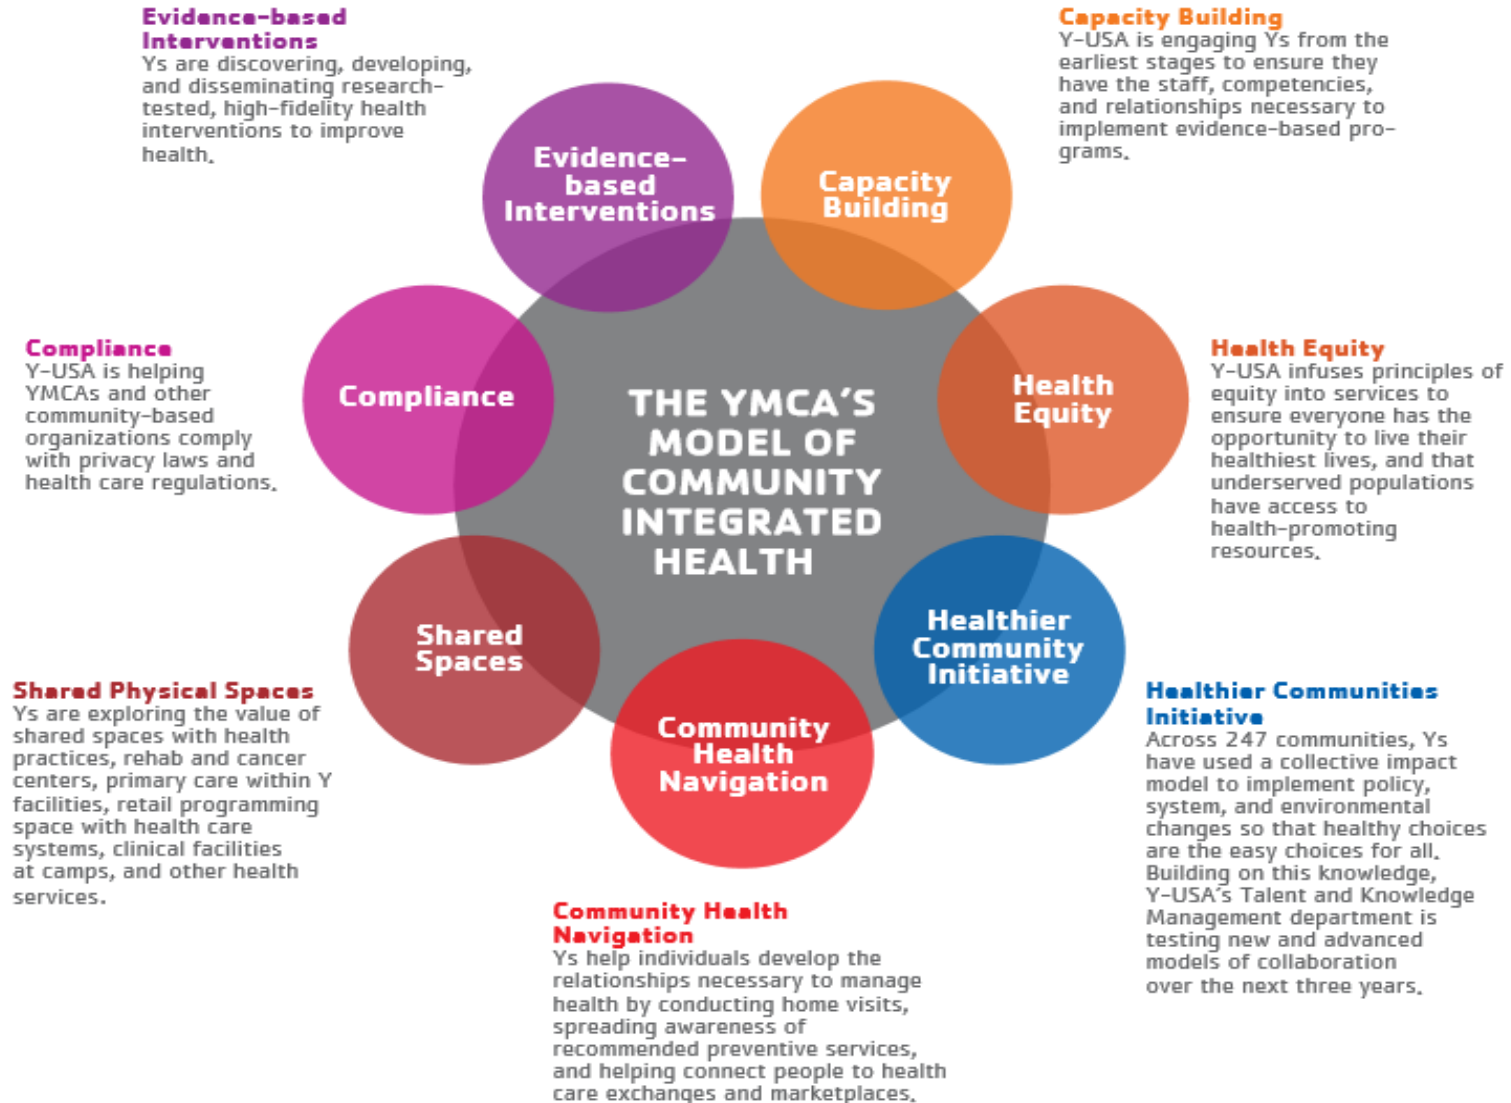 Evidence-based
Interventions
Ys are discovering, developing,
and disseminating research-
tested, high-fidelity health
interventions to improve
health.
Capacity Building
Y-USA is engaging Ys from the
earliest stages to ensure they
have the staff, competencies,
and relationships necessary to
implement evidence-based pro-
grams.
Evidence-
based
Interventions
Capacity
Building
Compliance
Y-USA is helping
YMCAs and other
community-based
organizations comply
with privacy laws and
health care regulations.
Compliance
THE YMCA'S
MODEL OF
COMMUNITY
INTEGRATED
HEALTH
Health
Equity
Health Equity
Y-USA infuses principles of
equity into services to
ensure everyone has the
opportunity to live their
healthiest lives, and that
underserved populations
have access to
health-promoting
resources.
Shared
Spaces
Healthier
Community
Initiative
Community
Health
Navigation
Shared Physical Spaces
Ys are exploring the value of
shared spaces with health
practices, rehab and cancer
centers, primary care within Y
facilities, retail programming
space with health care
systems, clinical facilities
at camps, and other health
services.
Healthier Communities
Initiative
Across 247 communities, Ys
have used a collective impact
model to implement policy,
system, and environmental
changes so that healthy choices
are the easy choices for all.
Building on this knowledge,
Y-USA's Talent and Knowledge
Management department is
testing new and advanced
models of collaboration
over the next three years.
Community Health
Navigation
Ys help individuals develop the
relationships necessary to manage
health by conducting home visits,
spreading awareness of
recommended preventive services,
and helping connect people to health
care exchanges and marketplaces.